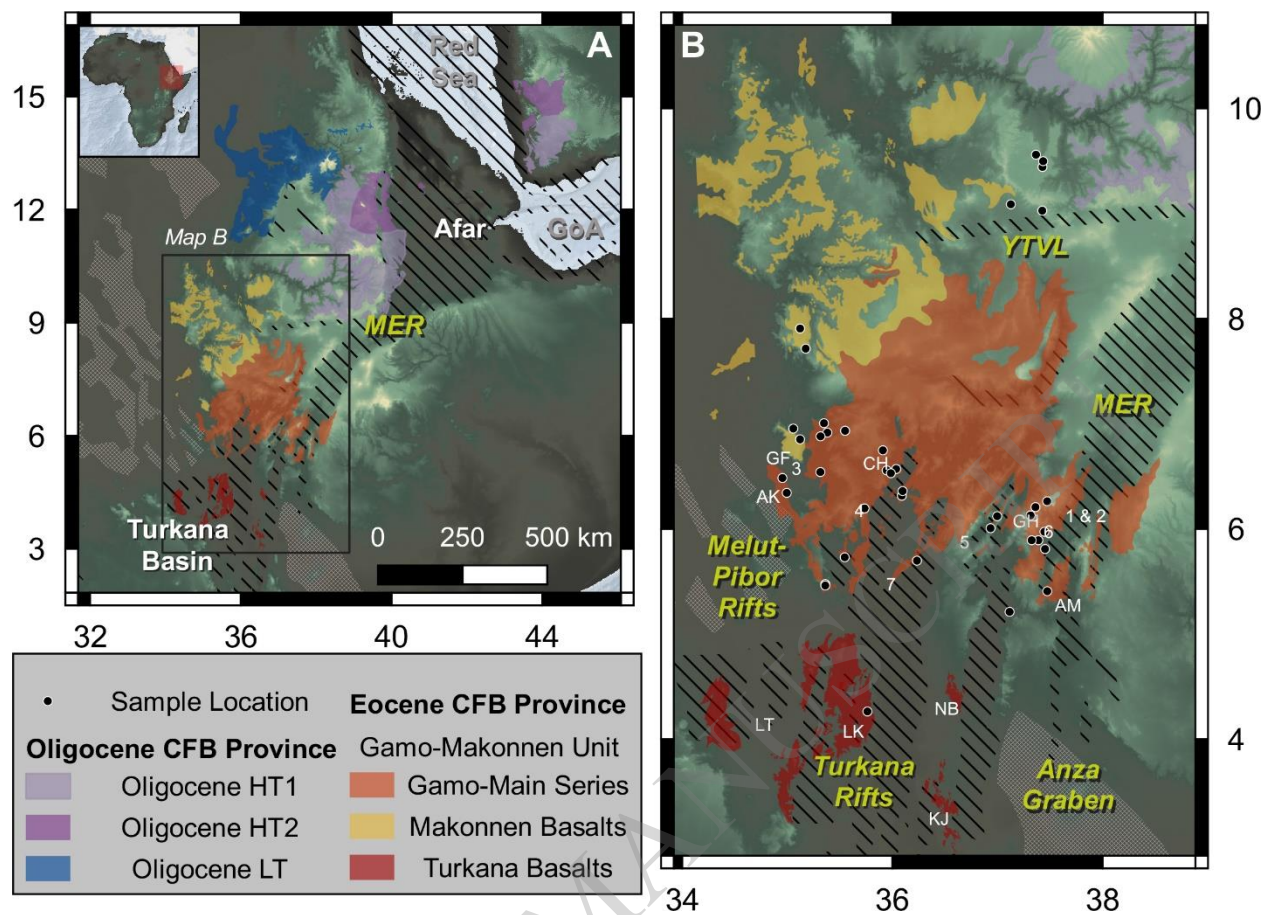 A
Red
Sea
15
12
9
6
3
Map B
Afar
GoA
MER
Turkana
Basin
0 250 500 km
32 36 40 44
B
10
8
6
4
YTVL
MER
GF
3
CH
AK
4
GH
1 & 2
6
5
7
AM
Melut-
Pibor
Rifts
LT
LK
NB
KJ
Turkana
Rifts
Anza
Graben
34 36 38
Sample Location
Eocene CFB Province
Oligocene CFB Province
Gamo-Makonnen Unit
Oligocene HT1
Gamo-Main Series
Oligocene HT2
Makonnen Basalts
Oligocene LT
Turkana Basalts